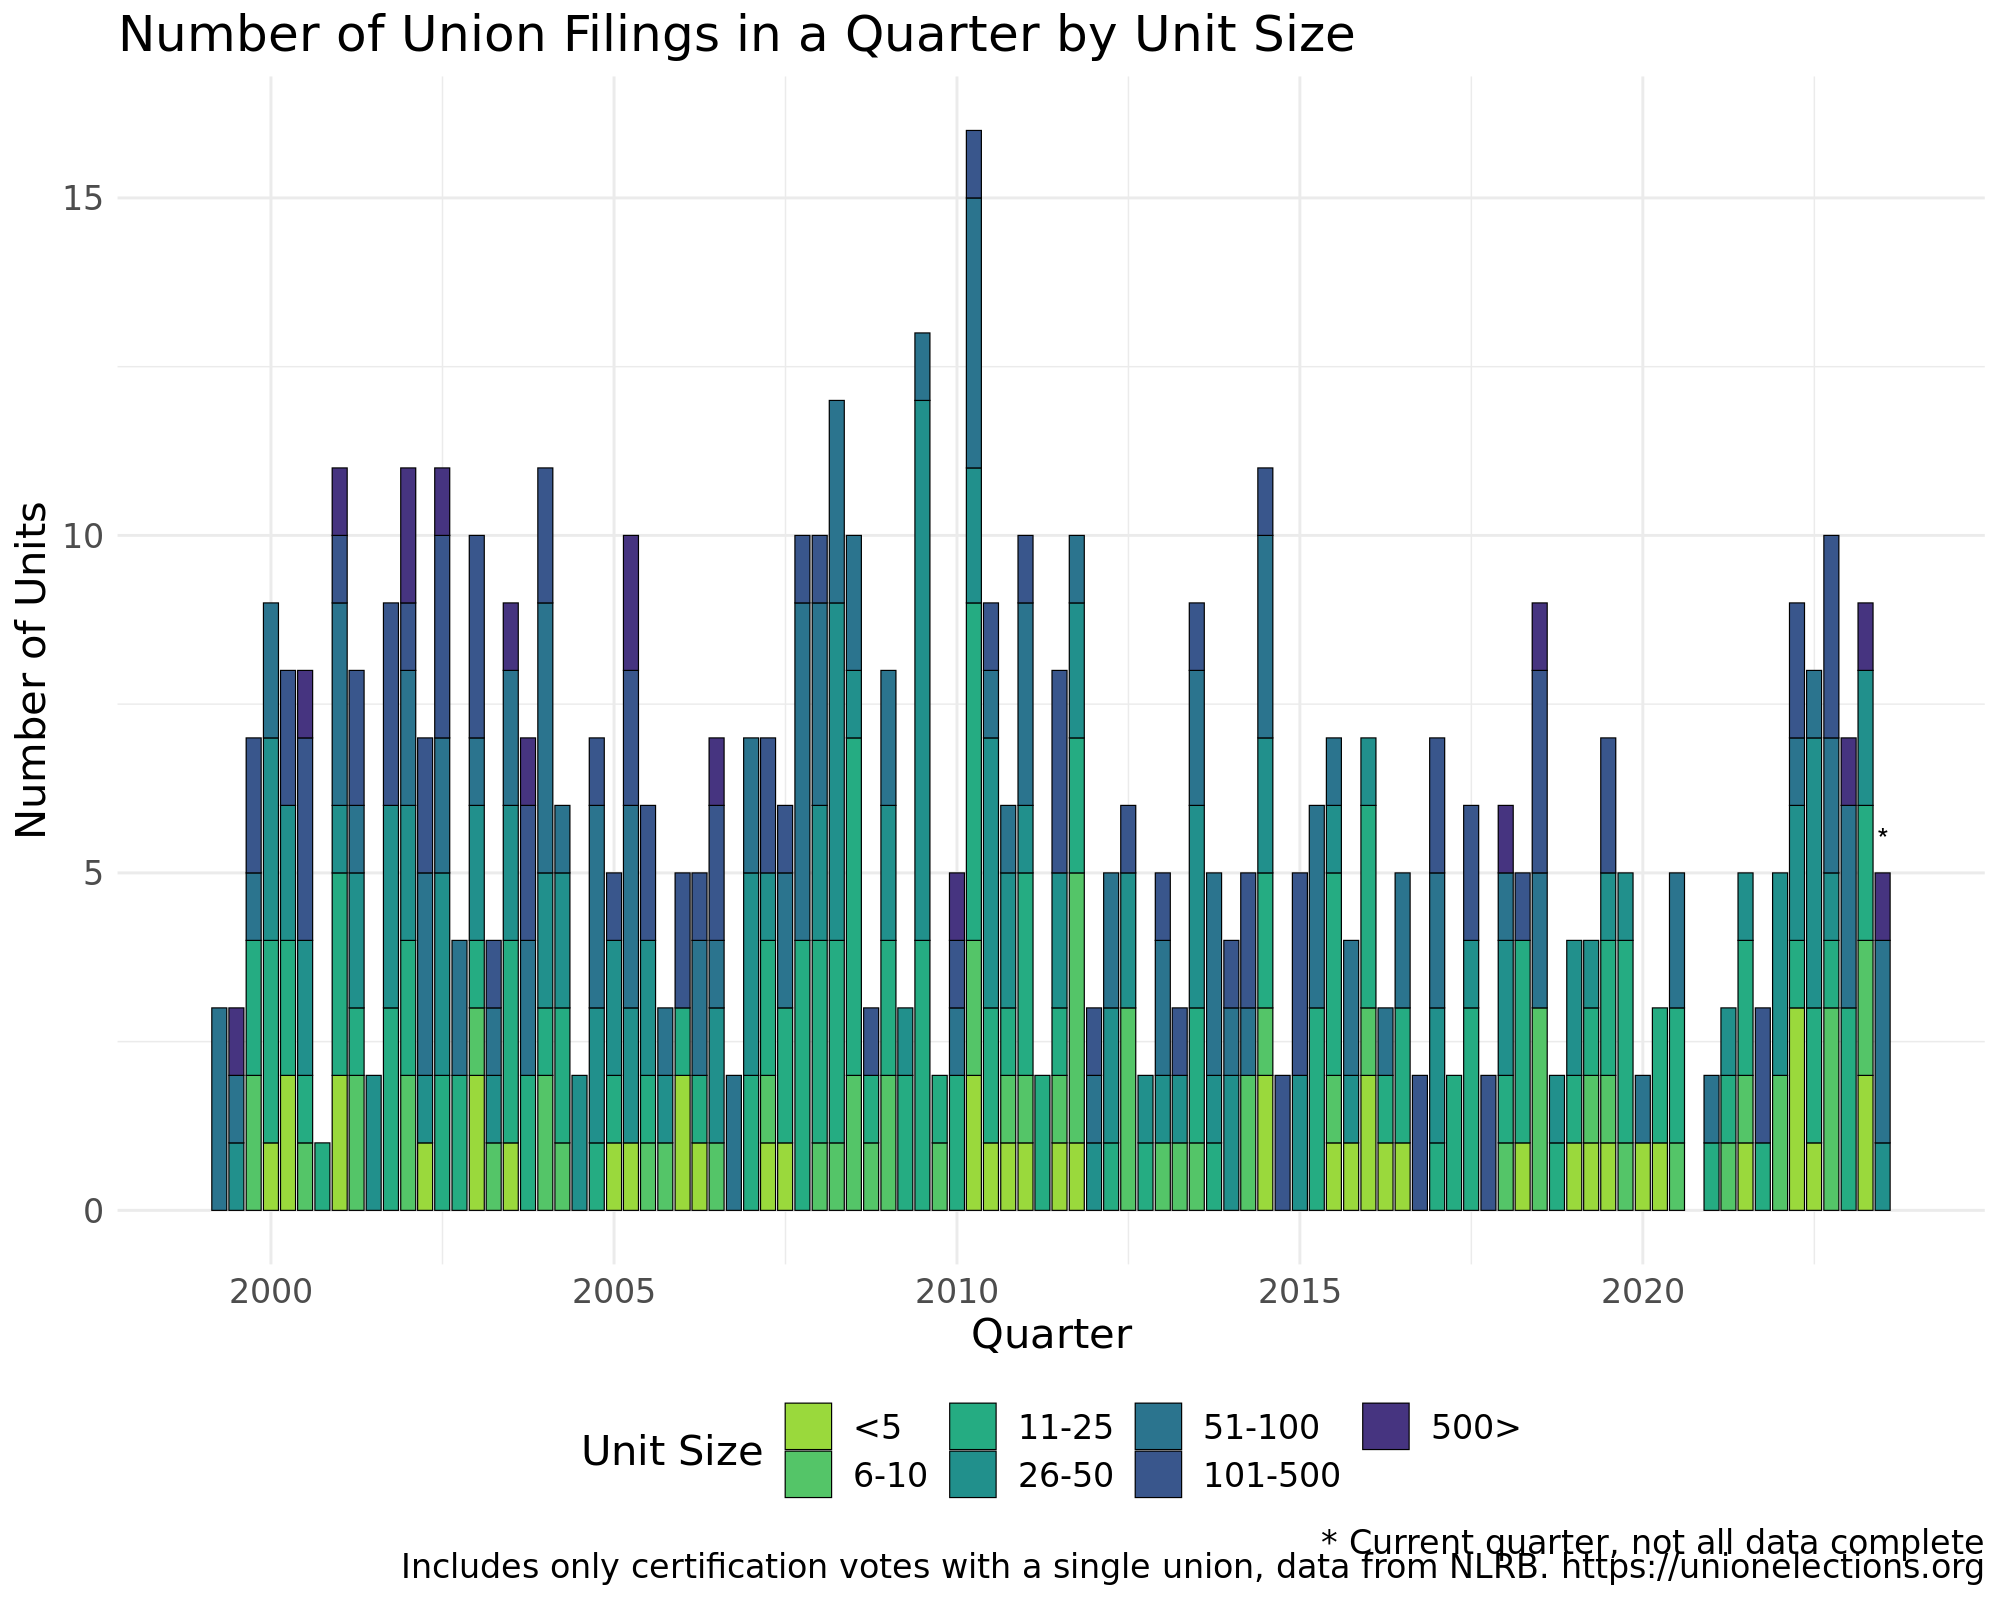 Number of Union Filings in a Quarter by Unit Size
Number of Units
15
10
5
0
*
2000 2005 2010 2015 2020
Quarter
Unit Size
<5 11-25 51-100 500>
6-10 26-50 101-500
* Current quarter, not all data complete
Includes only certification votes with a single union, data from NLRB. https://unionelections.org